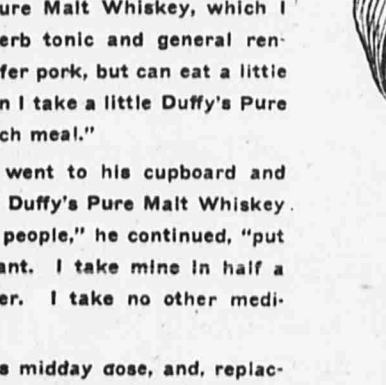 ure Malt Whiskey, which I
erb tonic and general ren-
fer pork, but can eat a little
n I take a little Duffy's Pure
ch meal."
went to his cupboard and
Duffy's Pure Malt Whiskey.
people," he continued, "put
ant. I take mine in half a
er. I take no other medi-
s midday dose, and, replac-